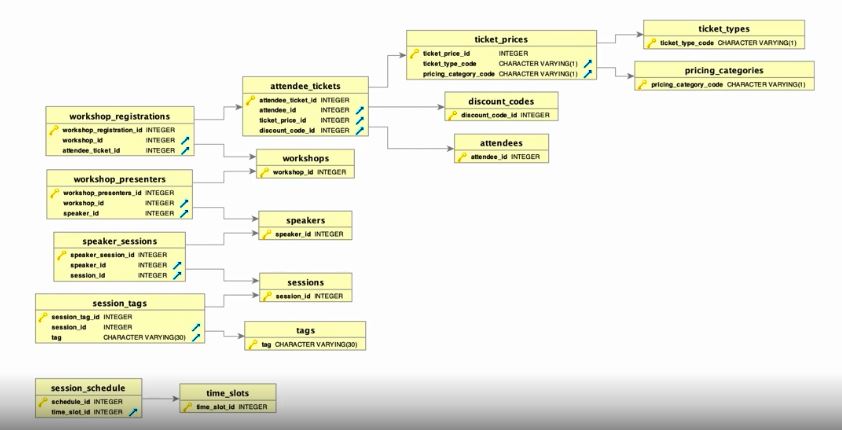 ticket_types
ticket_type_code CHARACTER VARYING(1)
ticket_prices
ticket_price_id INTEGER
ticket_type_code CHARACTER VARYING(1)
pricing_category_code CHARACTER VARYING(1)
pricing_categories
pricing_category_code CHARACTER VARYING(1)
attendee_tickets
attendee_ticket_id INTEGER
attendee_id INTEGER
ticket_price_id INTEGER
discount_code_id INTEGER
discount_codes
discount_code_id INTEGER
attendees
attendee_id INTEGER
workshop_registrations
workshop_registration_id INTEGER
workshop_id INTEGER
attendee_ticket_id INTEGER
workshops
workshop_id INTEGER
workshop_presenters
workshop_presenters_id INTEGER
workshop_id INTEGER
speaker_id INTEGER
speakers
speaker_id INTEGER
speaker_sessions
speaker_session_id INTEGER
speaker_id INTEGER
session_id INTEGER
sessions
session_id INTEGER
session_tags
session_tag_id INTEGER
session_id INTEGER
tag CHARACTER VARYING(30)
tags
tag CHARACTER VARYING(30)
session_schedule
schedule_id INTEGER
time_slot_id INTEGER
time_slots
time_slot_id INTEGER